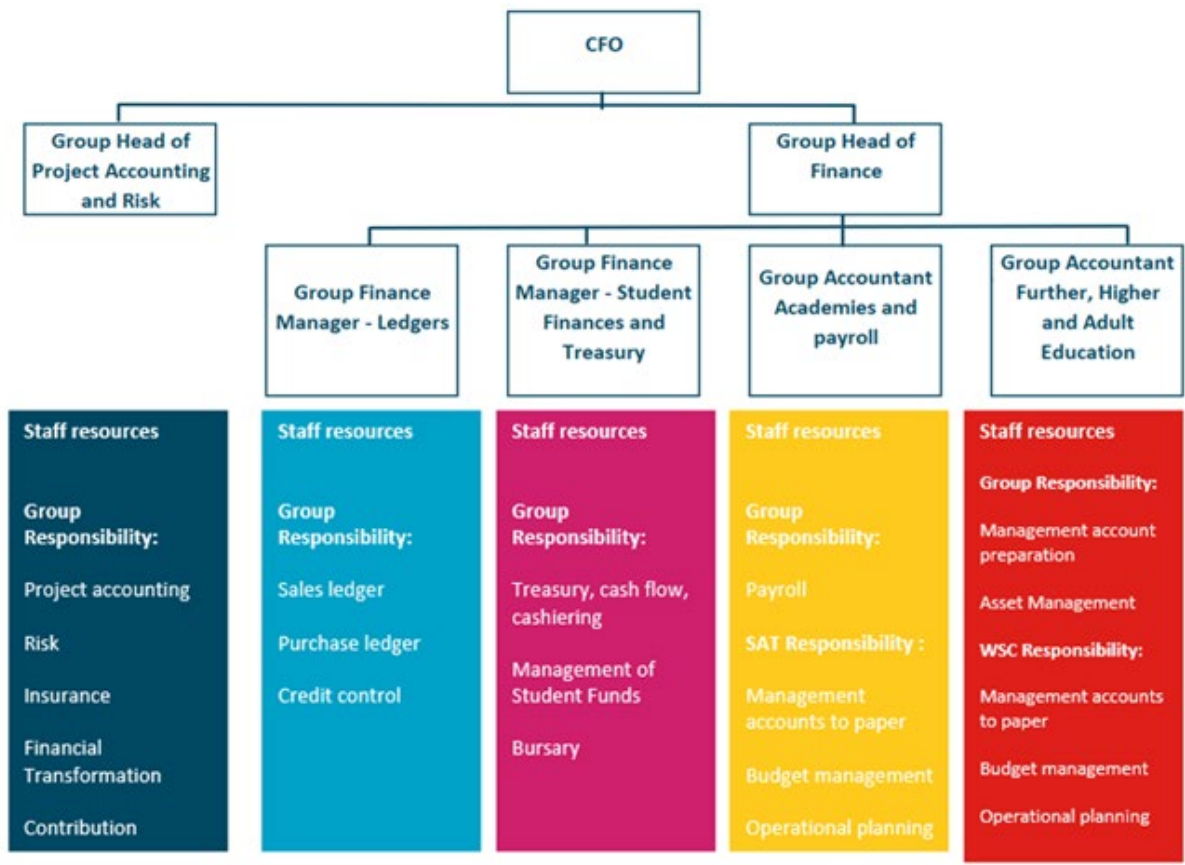 CFO
Group Head of
Project Accounting
and Risk
Group Head of
Finance
Group Finance
Manager - Ledgers
Group Finance
Manager - Student
Finances and
Treasury
Group Accountant
Academies and
payroll
Group Accountant
Further, Higher
and Adult
Education
Staff resources
Group
Responsibility:
Project accounting
Risk
Insurance
Financial
Transformation
Contribution
Staff resources
Group
Responsibility:
Sales ledger
Purchase ledger
Credit control
Staff resources
Group
Responsibility:
Treasury, cash flow,
cashiering
Management of
Student Funds
Bursary
Staff resources
Group
Responsibility:
Payroll
SAT Responsibility :
Management
accounts to paper
Budget management
Operational planning
Staff resources
Group Responsibility:
Management account
preparation
Asset Management
WSC Responsibility:
Management accounts
to paper
Budget management
Operational planning